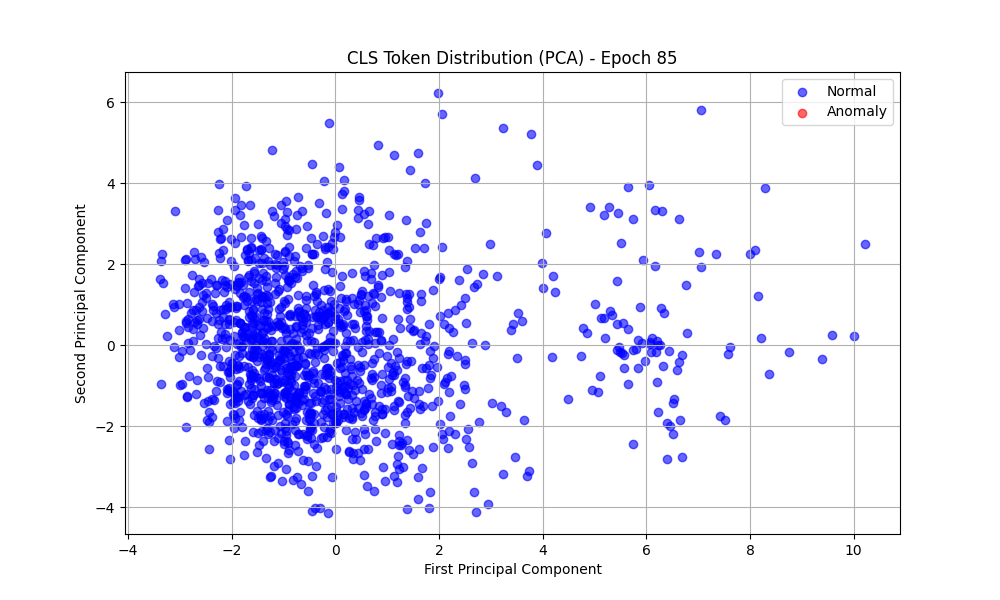 CLS Token Distribution (PCA) - Epoch 85
Normal
Anomaly
Second Principal Component
6
4
2
0
−2
−4
−4 −2 0 2 4 6 8 10
First Principal Component